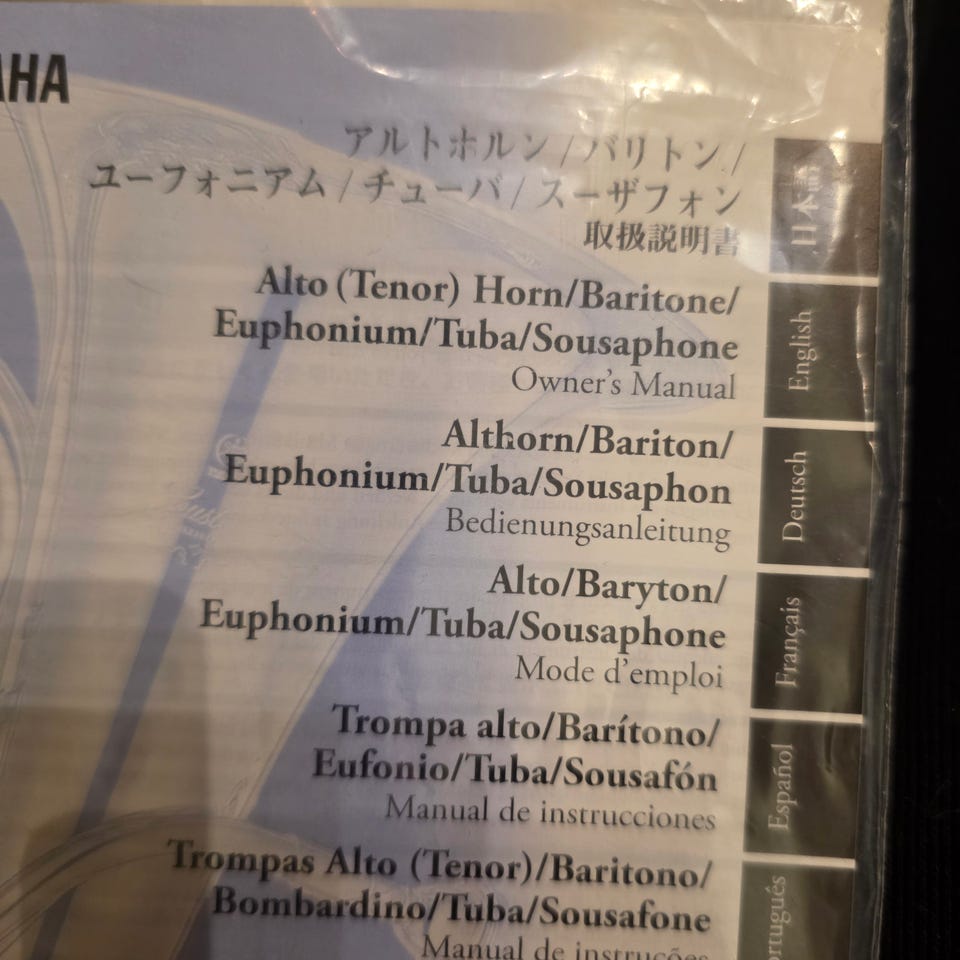 アルトホルン/バリトン/
ユーフォニアム/チューバ/スーザフォン
取扱説明書
日本語
Alto (Tenor) Horn/Baritone/
Euphonium/Tuba/Sousaphone
Owner's Manual
English
Althorn/Bariton/
Euphonium/Tuba/Sousaphon
Bedienungsanleitung
Deutsch
Alto/Baryton/
Euphonium/Tuba/Sousaphone
Mode d'emploi
Français
Trompa alto/Barítono/
Eufonio/Tuba/Sousafón
Manual de instrucciones
Español
Trompas Alto (Tenor)/Baritono/
Bombardino/Tuba/Sousafone
Manual de instruções